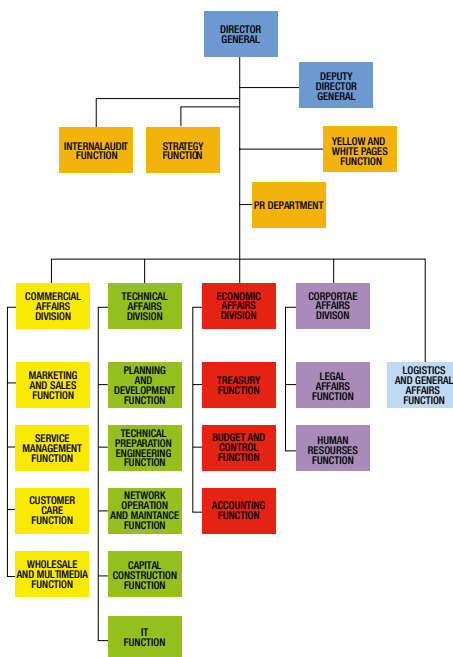 DIRECTOR
GENERAL
DEPUTY
DIRECTOR
GENERAL
INTERNALAUDIT
FUNCTION
STRATEGY
FUNCTION
YELLOW AND
WHITE PAGES
FUNCTION
PR DEPARTMENT
COMMERCIAL
AFFAIRS
DIVISION
TECHNICAL
AFFAIRS
DIVISION
ECONOMIC
AFFAIRS
DIVISION
CORPORTAE
AFFAIRS
DIVISON
MARKETING
AND SALES
FUNCTION
PLANNING
AND
DEVELOPMENT
FUNCTION
TREASURY
FUNCTION
LEGAL
AFFAIRS
FUNCTION
LOGISTICS
AND GENERAL
AFFAIRS
FUNCTION
SERVICE
MANAGEMENT
FUNCTION
TECHNICAL
PREPARATION
ENGINEERING
FUNCTION
BUDGET AND
CONTROL
FUNCTION
HUMAN
RESOURSES
FUNCTION
CUSTOMER
CARE
FUNCTION
NETWORK
OPERATION
AND MAINTANCE
FUNCTION
ACCOUNTING
FUNCTION
WHOLESALE
AND MULTIMEDIA
FUNCTION
CAPITAL
CONSTRUCTION
FUNCTION
IT
FUNCTION